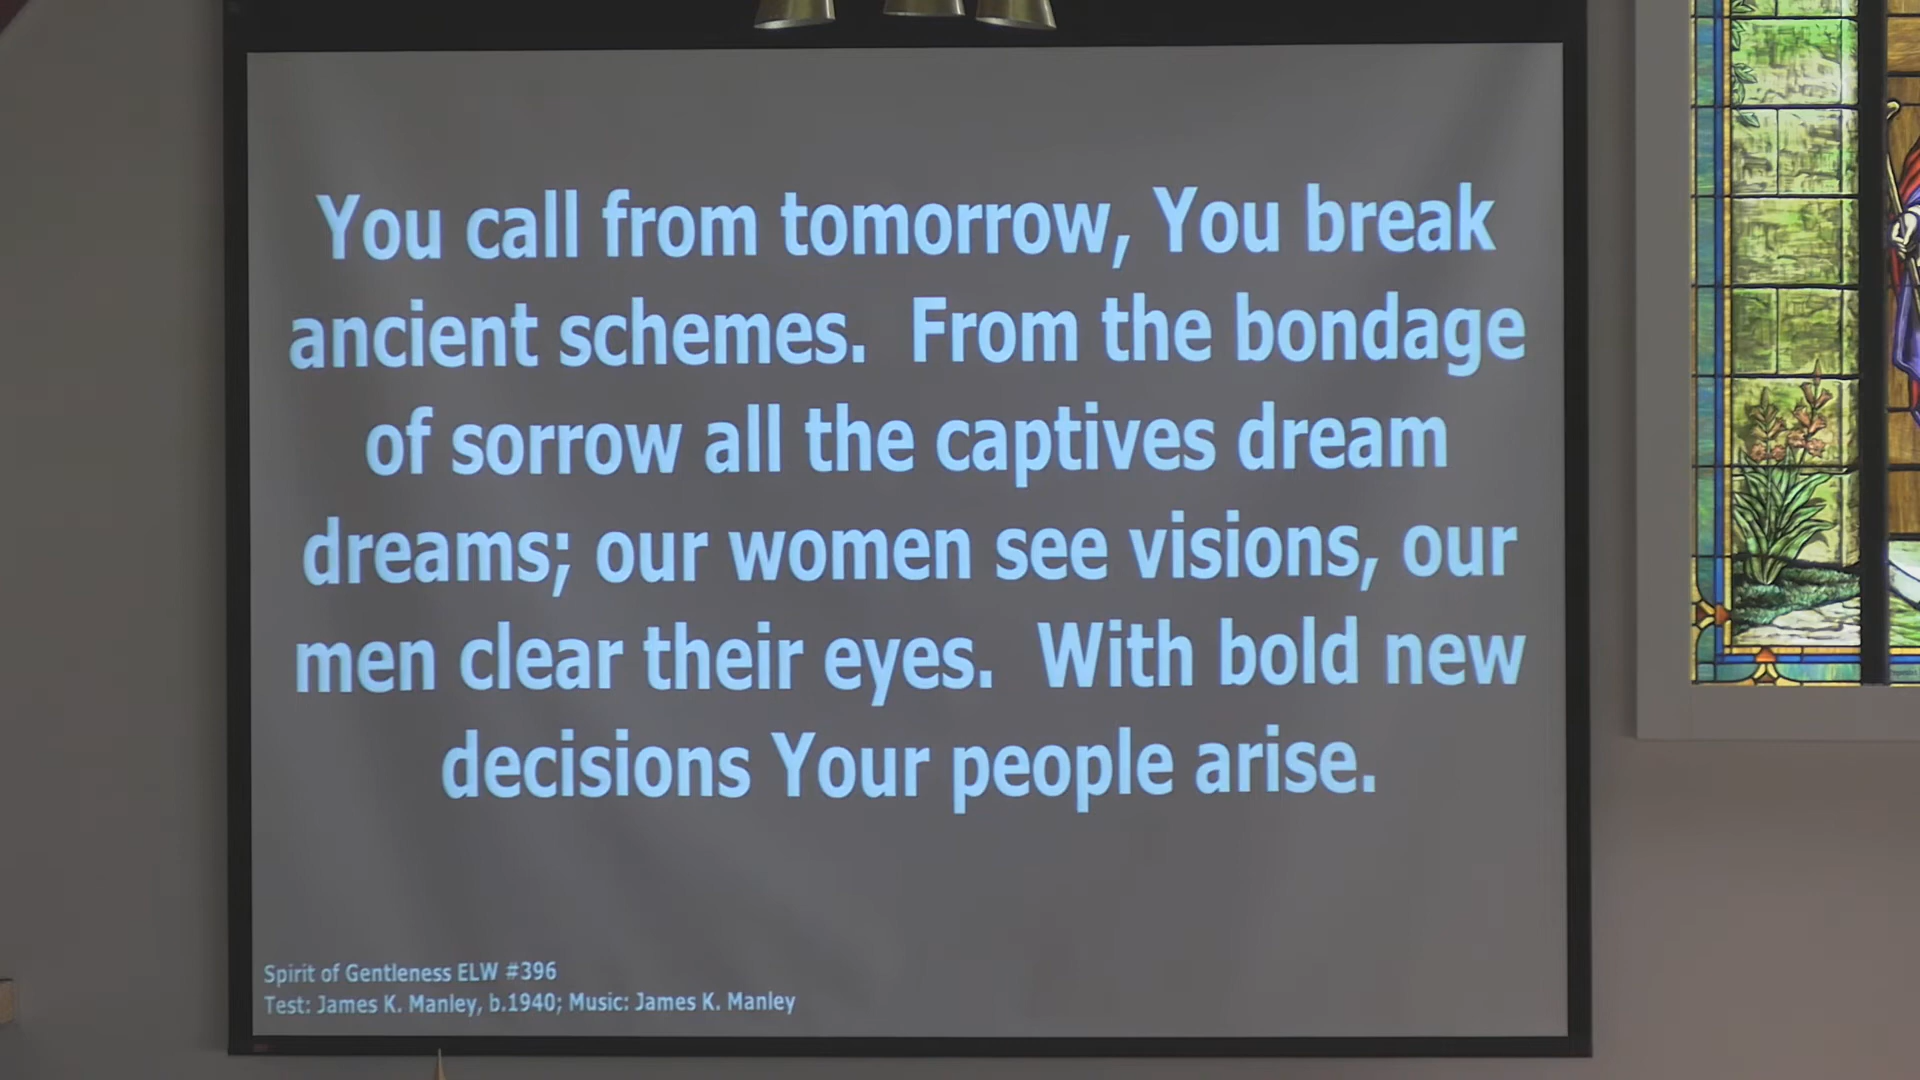 You call from tomorrow, You break
ancient schemes. From the bondage
of sorrow all the captives dream
dreams; our women see visions, our
men clear their eyes. With bold new
decisions Your people arise.
Spirit of Gentleness ELW #396
Test: James K. Manley, b.1940; Music: James K. Manley